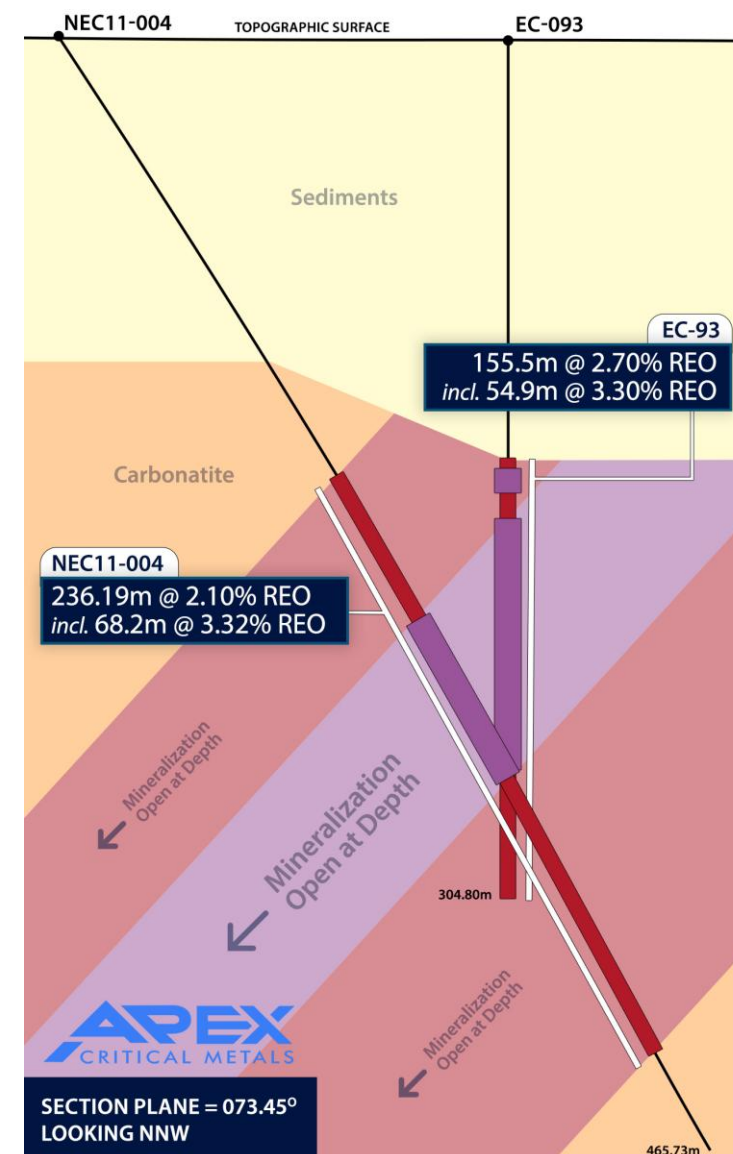 NEC11-004
TOPOGRAPHIC SURFACE
EC-093
Sediments
EC-93
155.5m @ 2.70% REO
incl. 54.9m @ 3.30% REO
Carbonatite
NEC11-004
236.19m @ 2.10% REO
incl. 68.2m @ 3.32% REO
Mineralization
Open at Depth
Mineralization
Open at Depth
304.80m
Mineralization
Open at Depth
APEX
CRITICAL METALS
SECTION PLANE = 073.45°
LOOKING NNW
465.73m